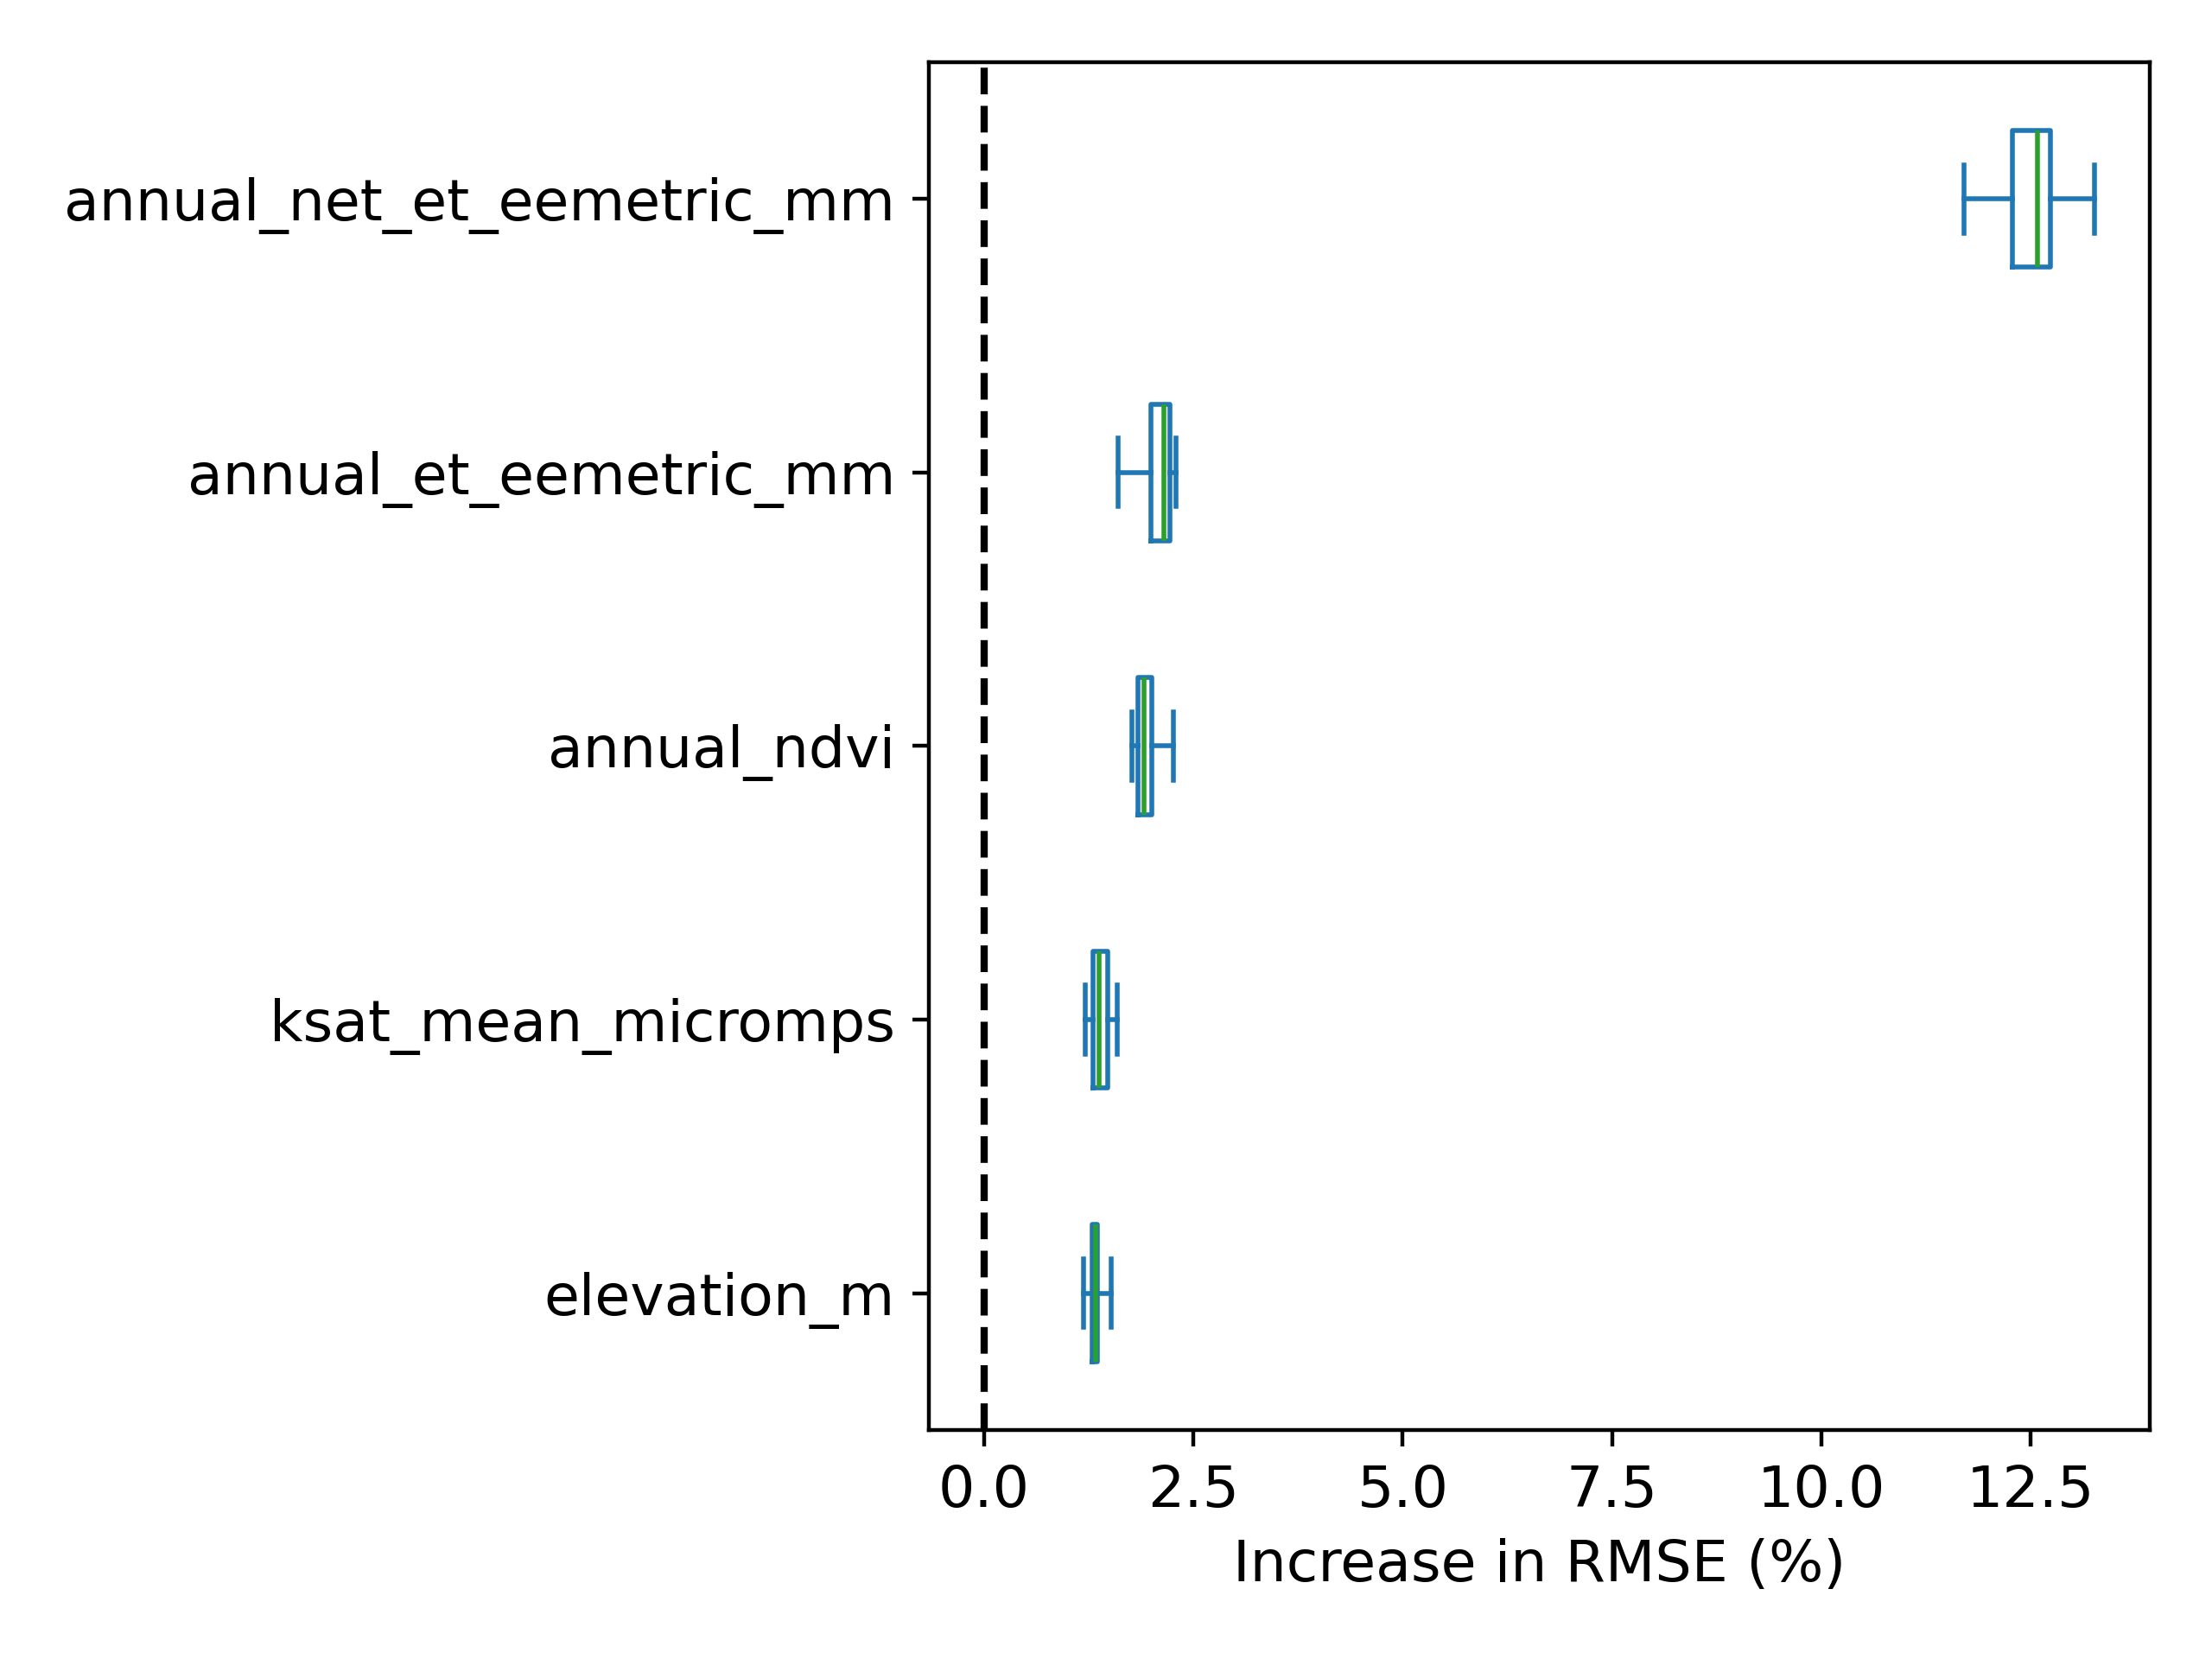 annual_net_et_eemetric_mm
annual_et_eemetric_mm
annual_ndvi
ksat_mean_micromps
elevation_m
0.0 2.5 5.0 7.5 10.0 12.5
Increase in RMSE (%)